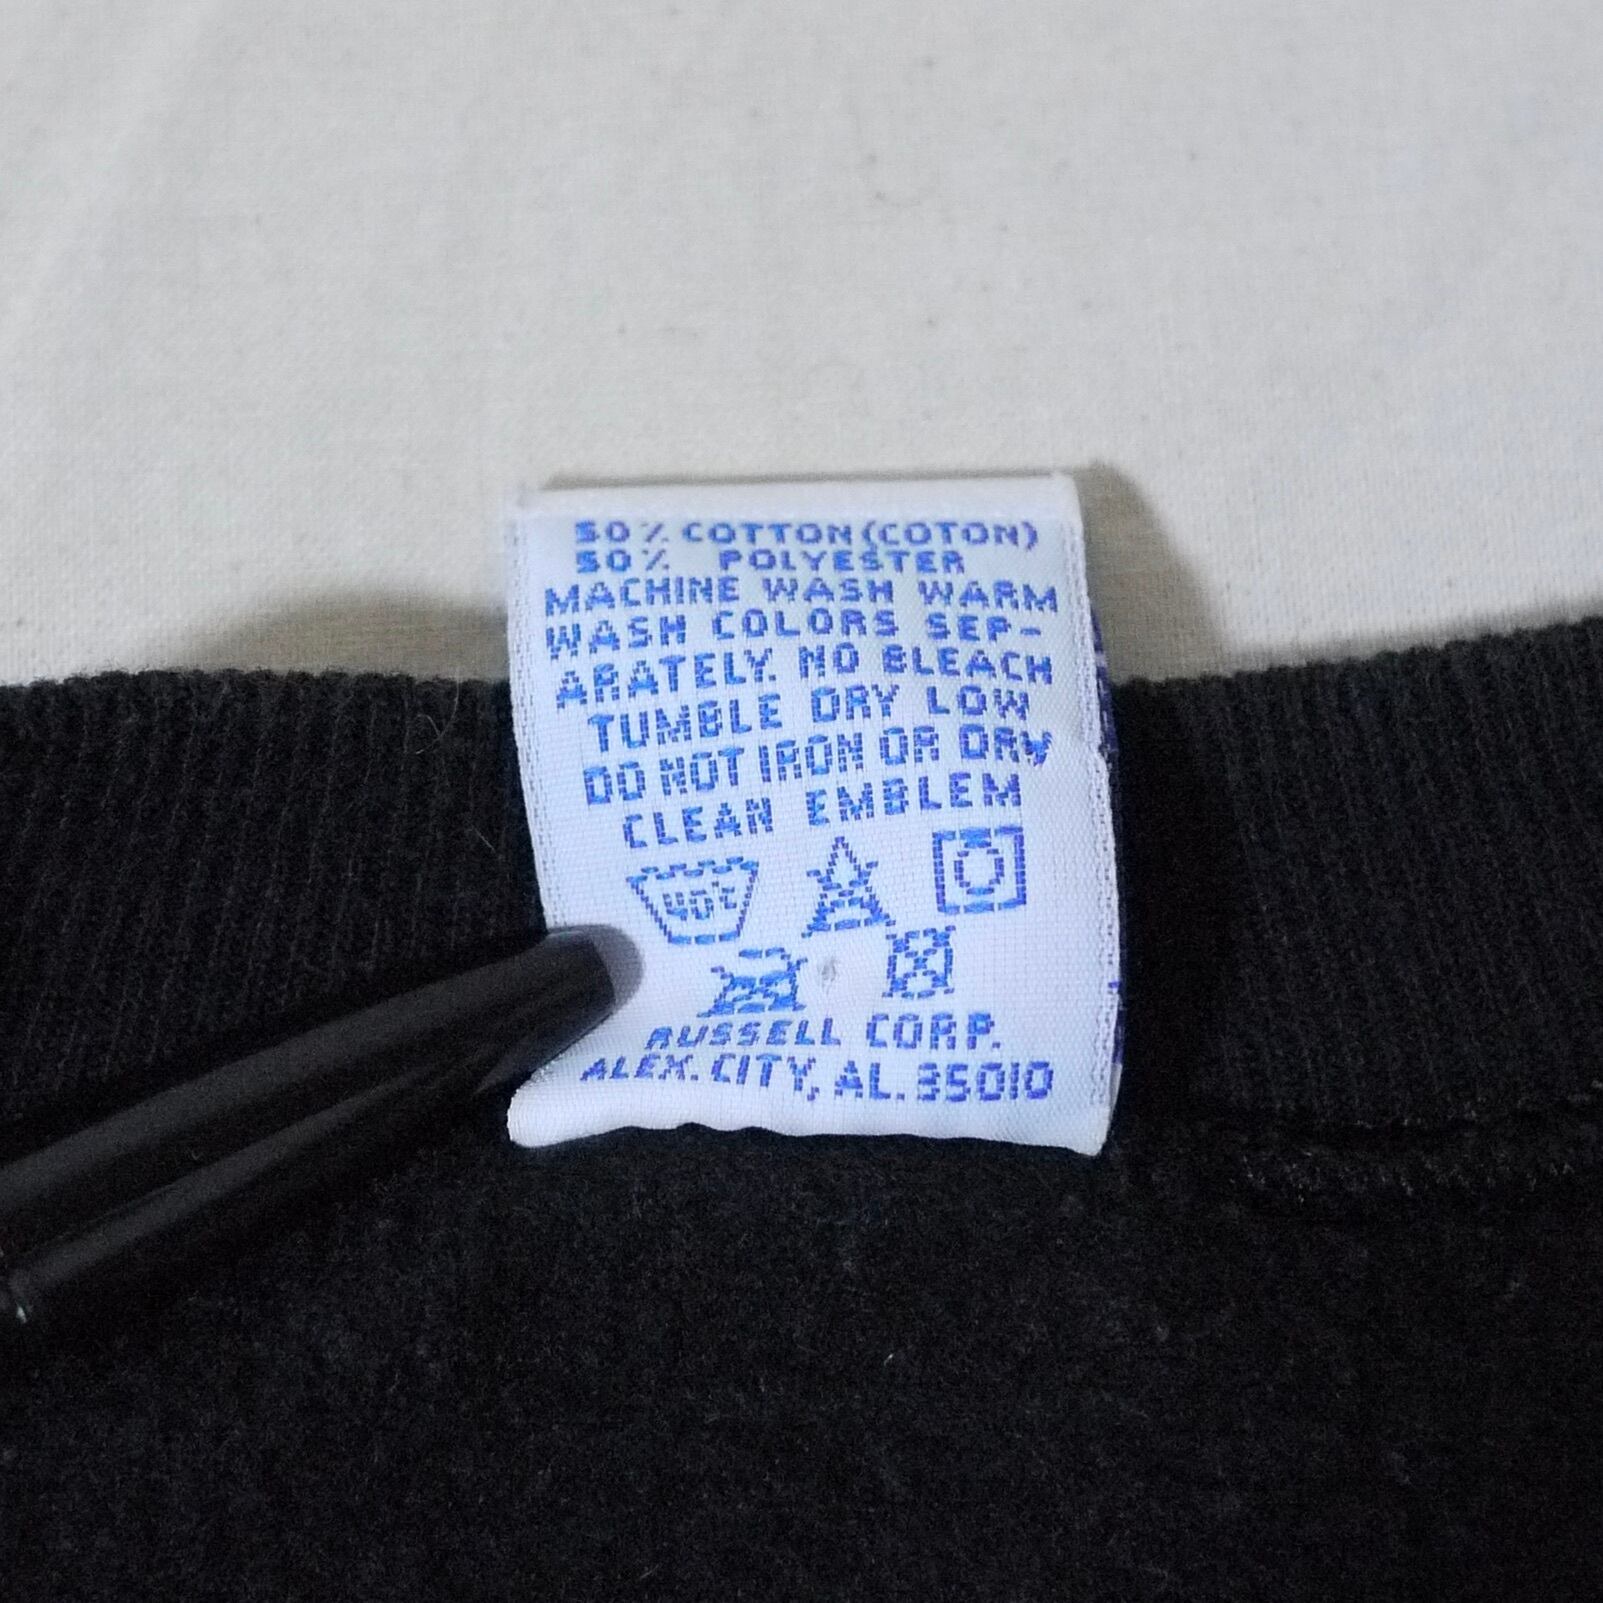 50% COTTON (COTON)
50% POLYESTER
MACHINE WASH WARM
WASH COLORS SEP-
ARATELY. NO BLEACH
TUMBLE DRY LOW
DO NOT IRON OR DRY
CLEAN EMBLEM
40°C
RUSSELL CORP.
ALEX. CITY, AL. 35010